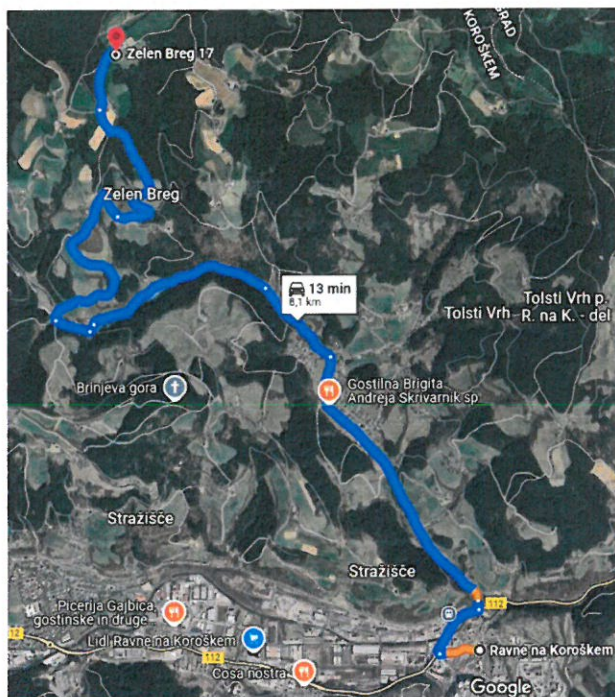 GRAD
KOROŠKEM
Zelen Breg 17
Zelen Breg
13 min
8,1 km
Tolsti Vrh
Tolsti Vrh p.
R. na K. - del
Brinjeva gora
Gostilna Brigita
Andreja Skrivarnik sp
Stražišče
Stražišče
Picerija Gajbica,
gostinske in druge
112
Lidl Ravne na Koroškem
Ravne na Koroškem
12
112
Cosa nostra
Google